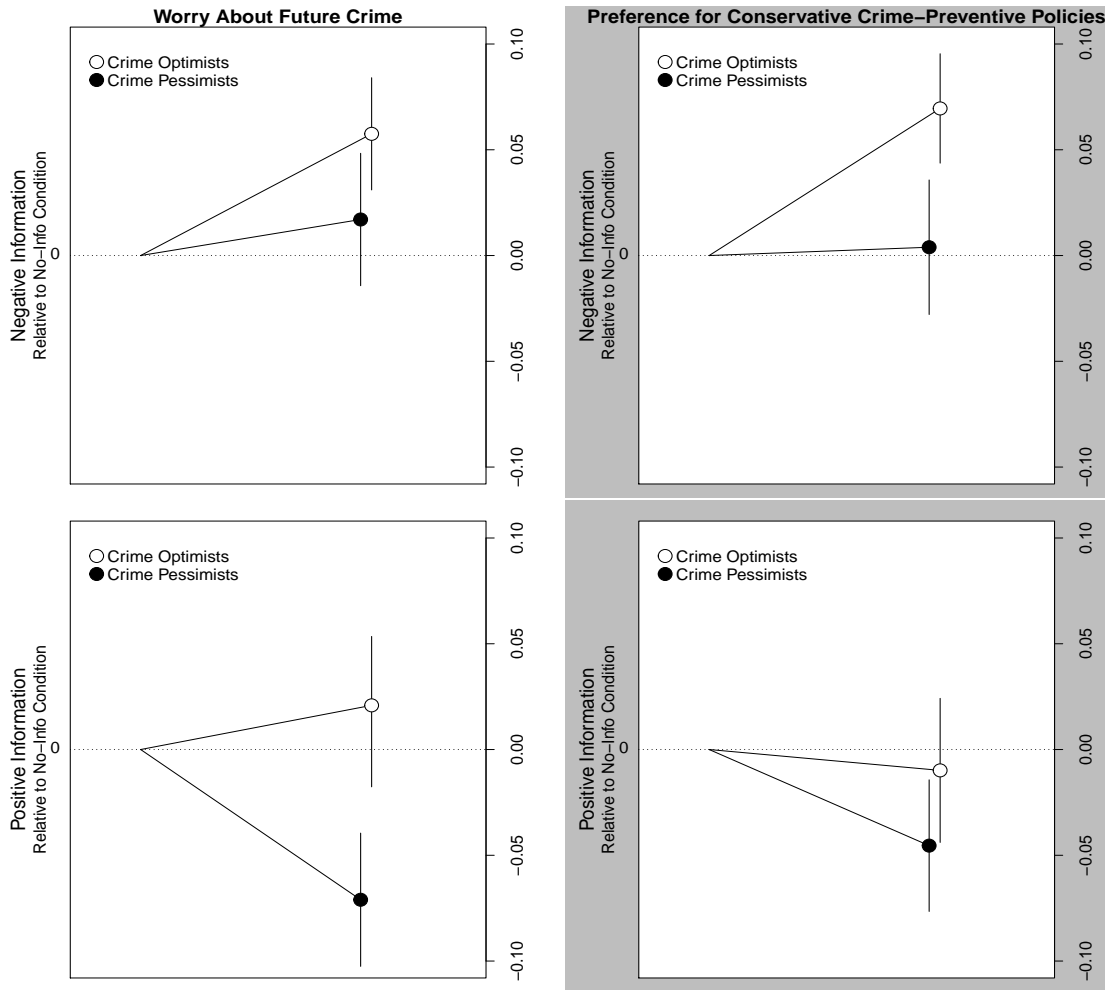 Worry About Future Crime
Crime Optimists
Crime Pessimists
Negative Information
Relative to No−Info Condition
0
0.10
0.05
0.00
−0.05
−0.10
Preference for Conservative Crime−Preventive Policies
Crime Optimists
Crime Pessimists
Negative Information
Relative to No−Info Condition
0
0.10
0.05
0.00
−0.05
−0.10
Crime Optimists
Crime Pessimists
Positive Information
Relative to No−Info Condition
0
0.10
0.05
0.00
−0.05
−0.10
Crime Optimists
Crime Pessimists
Positive Information
Relative to No−Info Condition
0
0.10
0.05
0.00
−0.05
−0.10